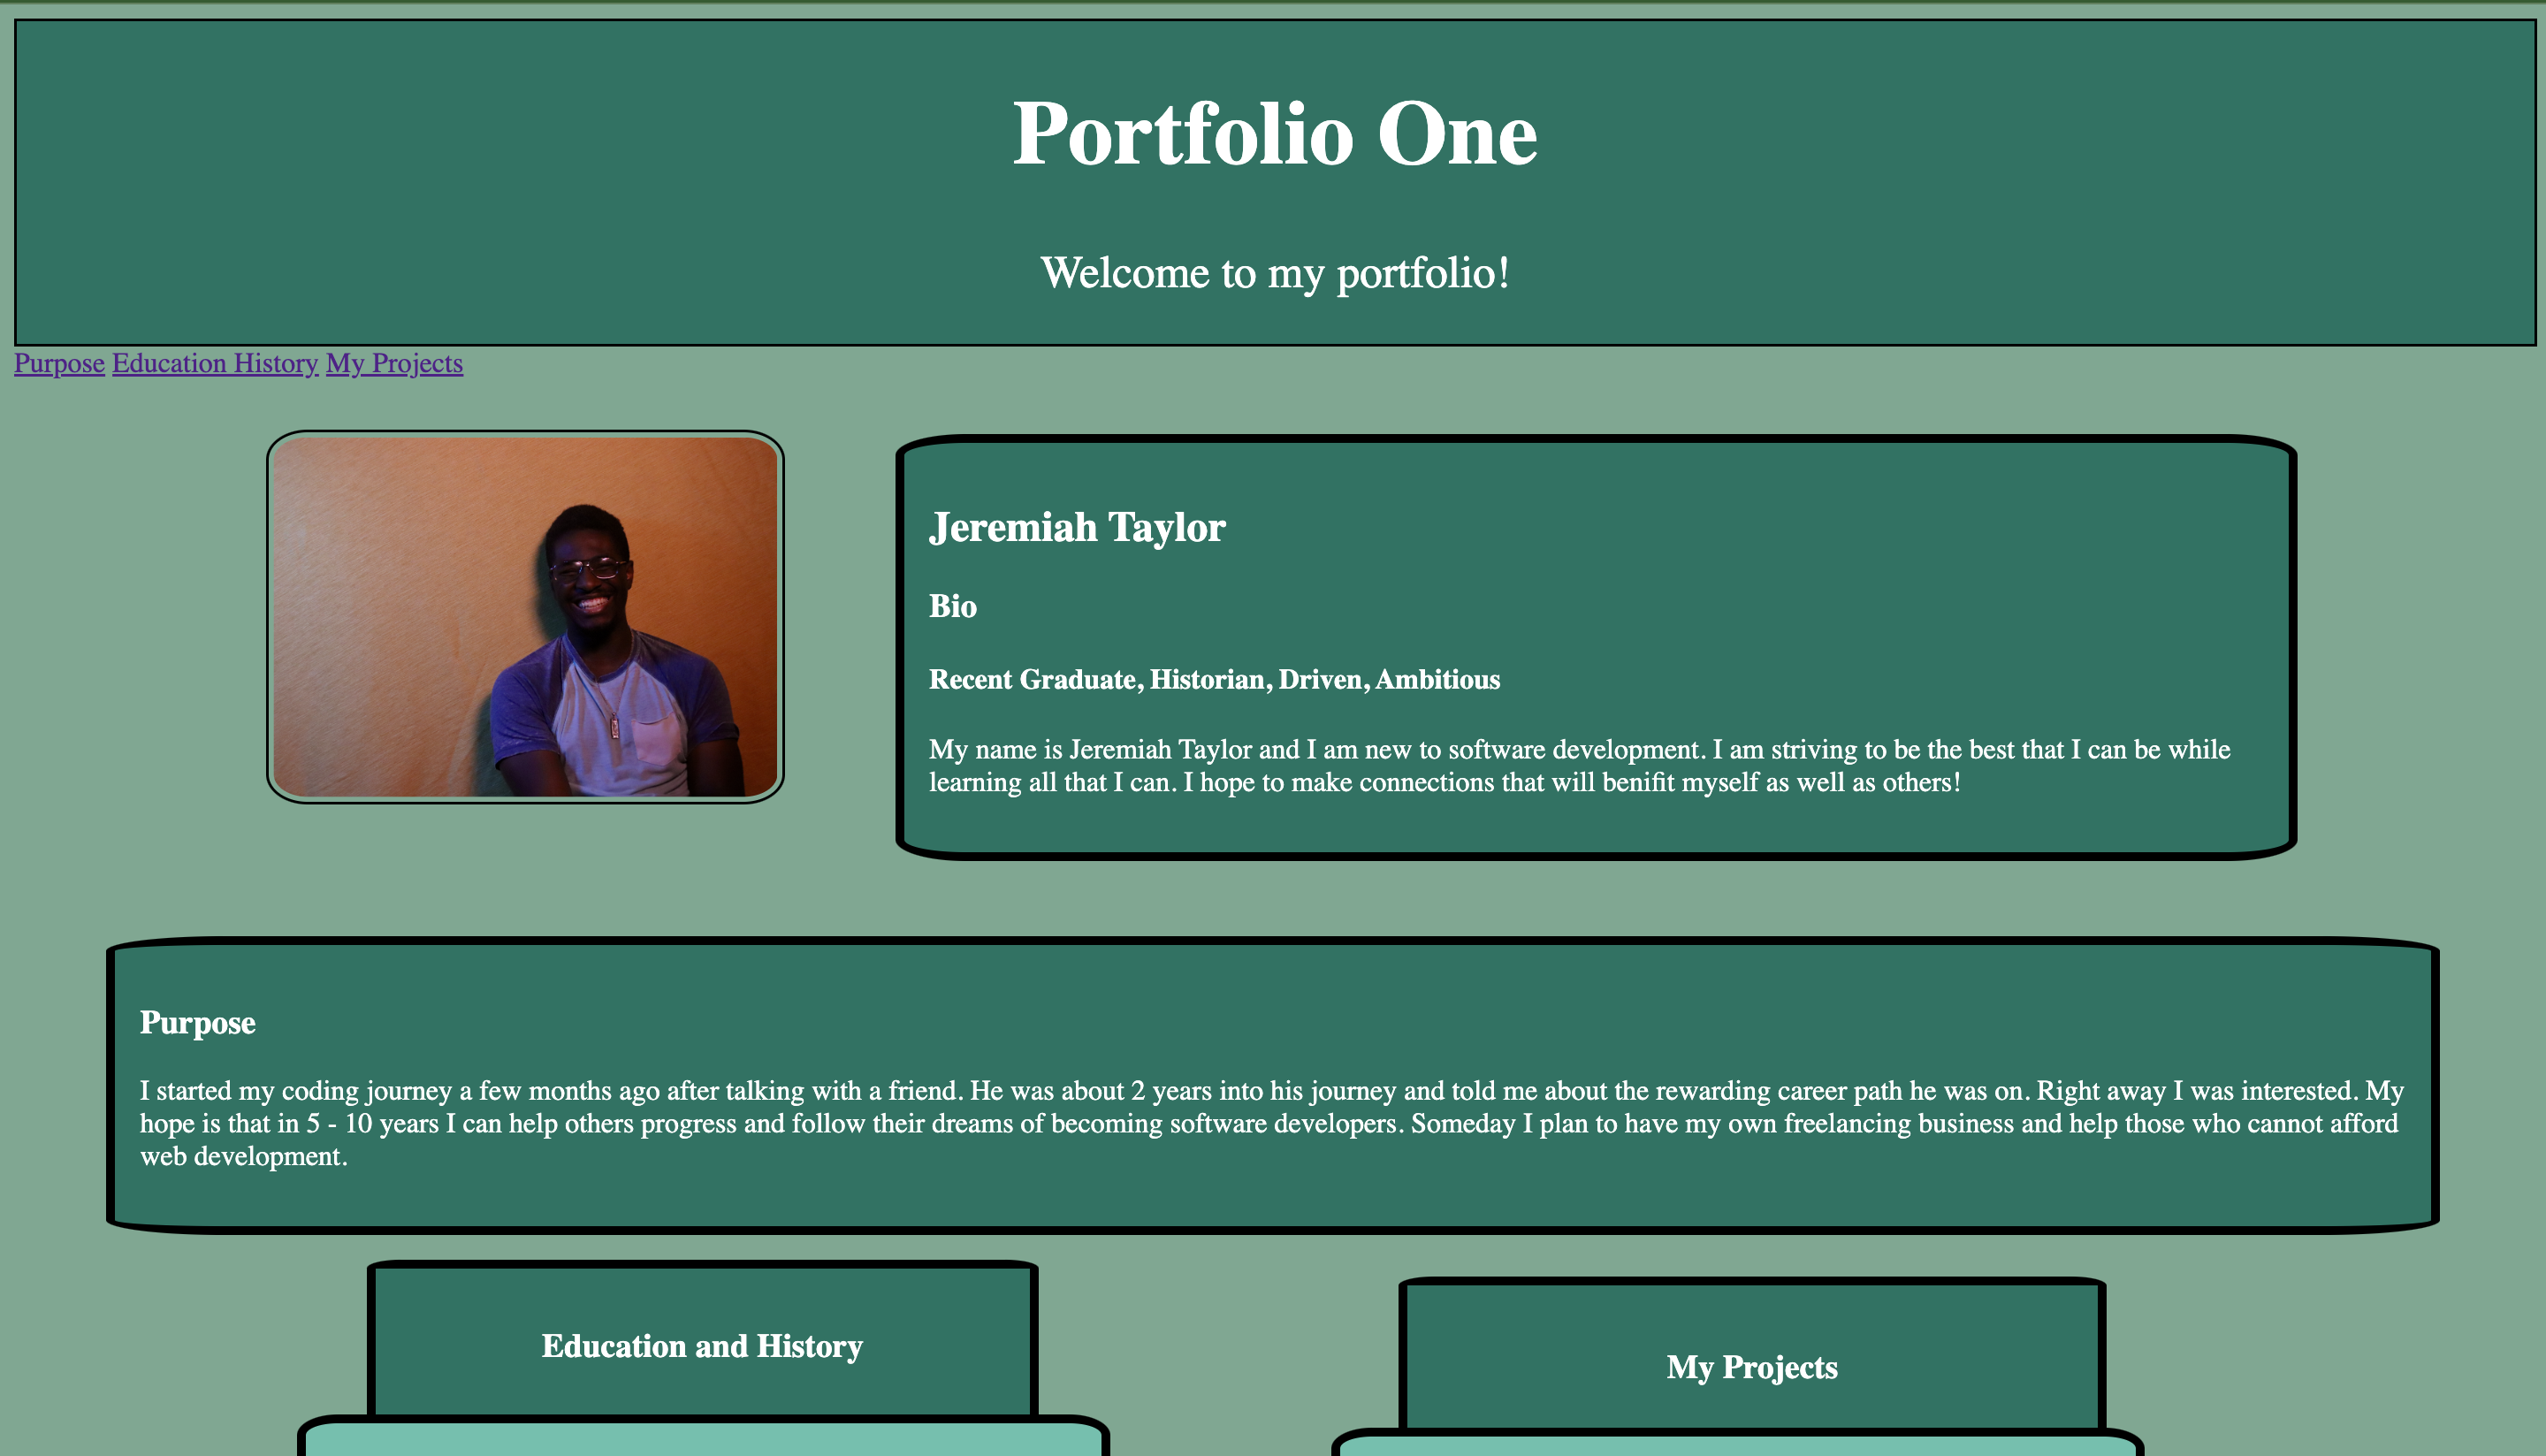 Portfolio One
Welcome to my portfolio!
Purpose Education History My Projects
Jeremiah Taylor
Bio
Recent Graduate, Historian, Driven, Ambitious
My name is Jeremiah Taylor and I am new to software development. I am striving to be the best that I can be while
learning all that I can. I hope to make connections that will benifit myself as well as others!
Purpose
I started my coding journey a few months ago after talking with a friend. He was about 2 years into his journey and told me about the rewarding career path he was on. Right away I was interested. My
hope is that in 5 - 10 years I can help others progress and follow their dreams of becoming software developers. Someday I plan to have my own freelancing business and help those who cannot afford
web development.
Education and History
My Projects